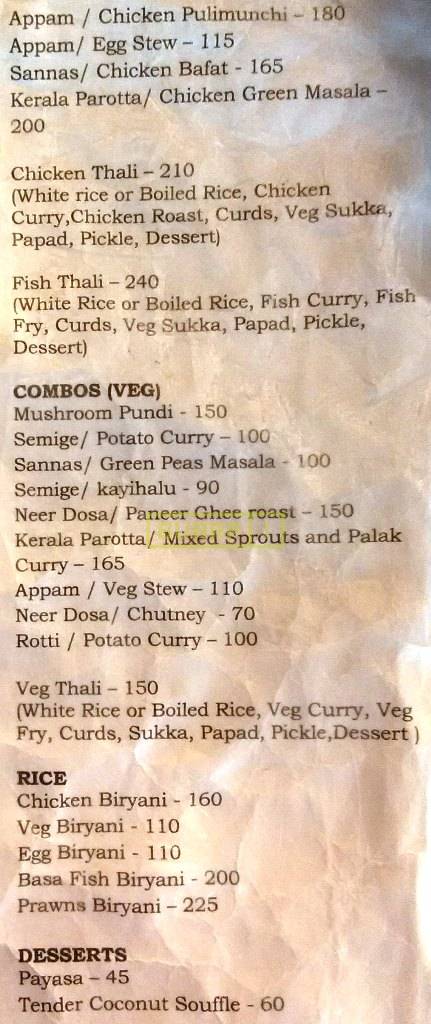 Appam / Chicken Pulimunchi – 180
Appam/ Egg Stew – 115
Sannas/ Chicken Bafat - 165
Kerala Parotta/ Chicken Green Masala –
200
Chicken Thali – 210
(White rice or Boiled Rice, Chicken
Curry,Chicken Roast, Curds, Veg Sukka,
Papad, Pickle, Dessert)
Fish Thali – 240
(White Rice or Boiled Rice, Fish Curry, Fish
Fry, Curds, Veg Sukka, Papad, Pickle,
Dessert)
COMBOS (VEG)
Mushroom Pundi - 150
Semige/ Potato Curry – 100
Sannas/ Green Peas Masala - 100
Semige/ kayihalu - 90
Neer Dosa/ Paneer Ghee roast – 150
Kerala Parotta/ Mixed Sprouts and Palak
Curry – 165
Appam / Veg Stew – 110
Neer Dosa/ Chutney  - 70
Rotti / Potato Curry – 100
Veg Thali – 150
(White Rice or Boiled Rice, Veg Curry, Veg
Fry, Curds, Sukka, Papad, Pickle,Dessert )
RICE
Chicken Biryani - 160
Veg Biryani - 110
Egg Biryani - 110
Basa Fish Biryani - 200
Prawns Biryani – 225
DESSERTS
Payasa – 45
Tender Coconut Souffle - 60